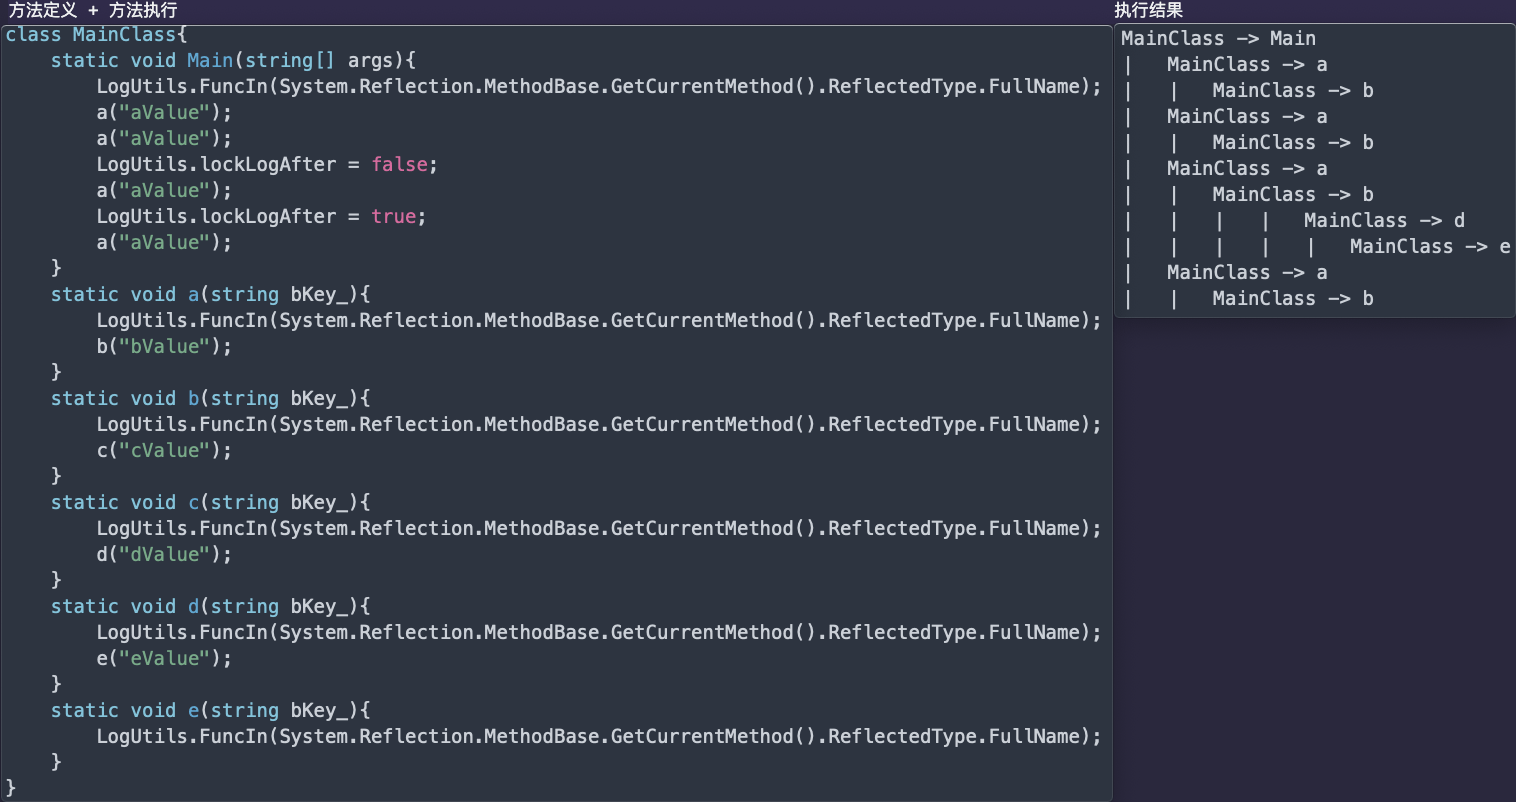 方法定义 + 方法执行
class MainClass{
    static void Main(string[] args){
        LogUtils.FuncIn(System.Reflection.MethodBase.GetCurrentMethod().ReflectedType.FullName);
        a("aValue");
        a("aValue");
        LogUtils.lockLogAfter = false;
        a("aValue");
        LogUtils.lockLogAfter = true;
        a("aValue");
    }
    static void a(string bKey_){
        LogUtils.FuncIn(System.Reflection.MethodBase.GetCurrentMethod().ReflectedType.FullName);
        b("bValue");
    }
    static void b(string bKey_){
        LogUtils.FuncIn(System.Reflection.MethodBase.GetCurrentMethod().ReflectedType.FullName);
        c("cValue");
    }
    static void c(string bKey_){
        LogUtils.FuncIn(System.Reflection.MethodBase.GetCurrentMethod().ReflectedType.FullName);
        d("dValue");
    }
    static void d(string bKey_){
        LogUtils.FuncIn(System.Reflection.MethodBase.GetCurrentMethod().ReflectedType.FullName);
        e("eValue");
    }
    static void e(string bKey_){
        LogUtils.FuncIn(System.Reflection.MethodBase.GetCurrentMethod().ReflectedType.FullName);
    }
}
执行结果
MainClass -> Main
|   MainClass -> a
|   |   MainClass -> b
|   MainClass -> a
|   |   MainClass -> b
|   MainClass -> a
|   |   MainClass -> b
|   |   |   |   MainClass -> d
|   |   |   |   |   MainClass -> e
|   MainClass -> a
|   |   MainClass -> b